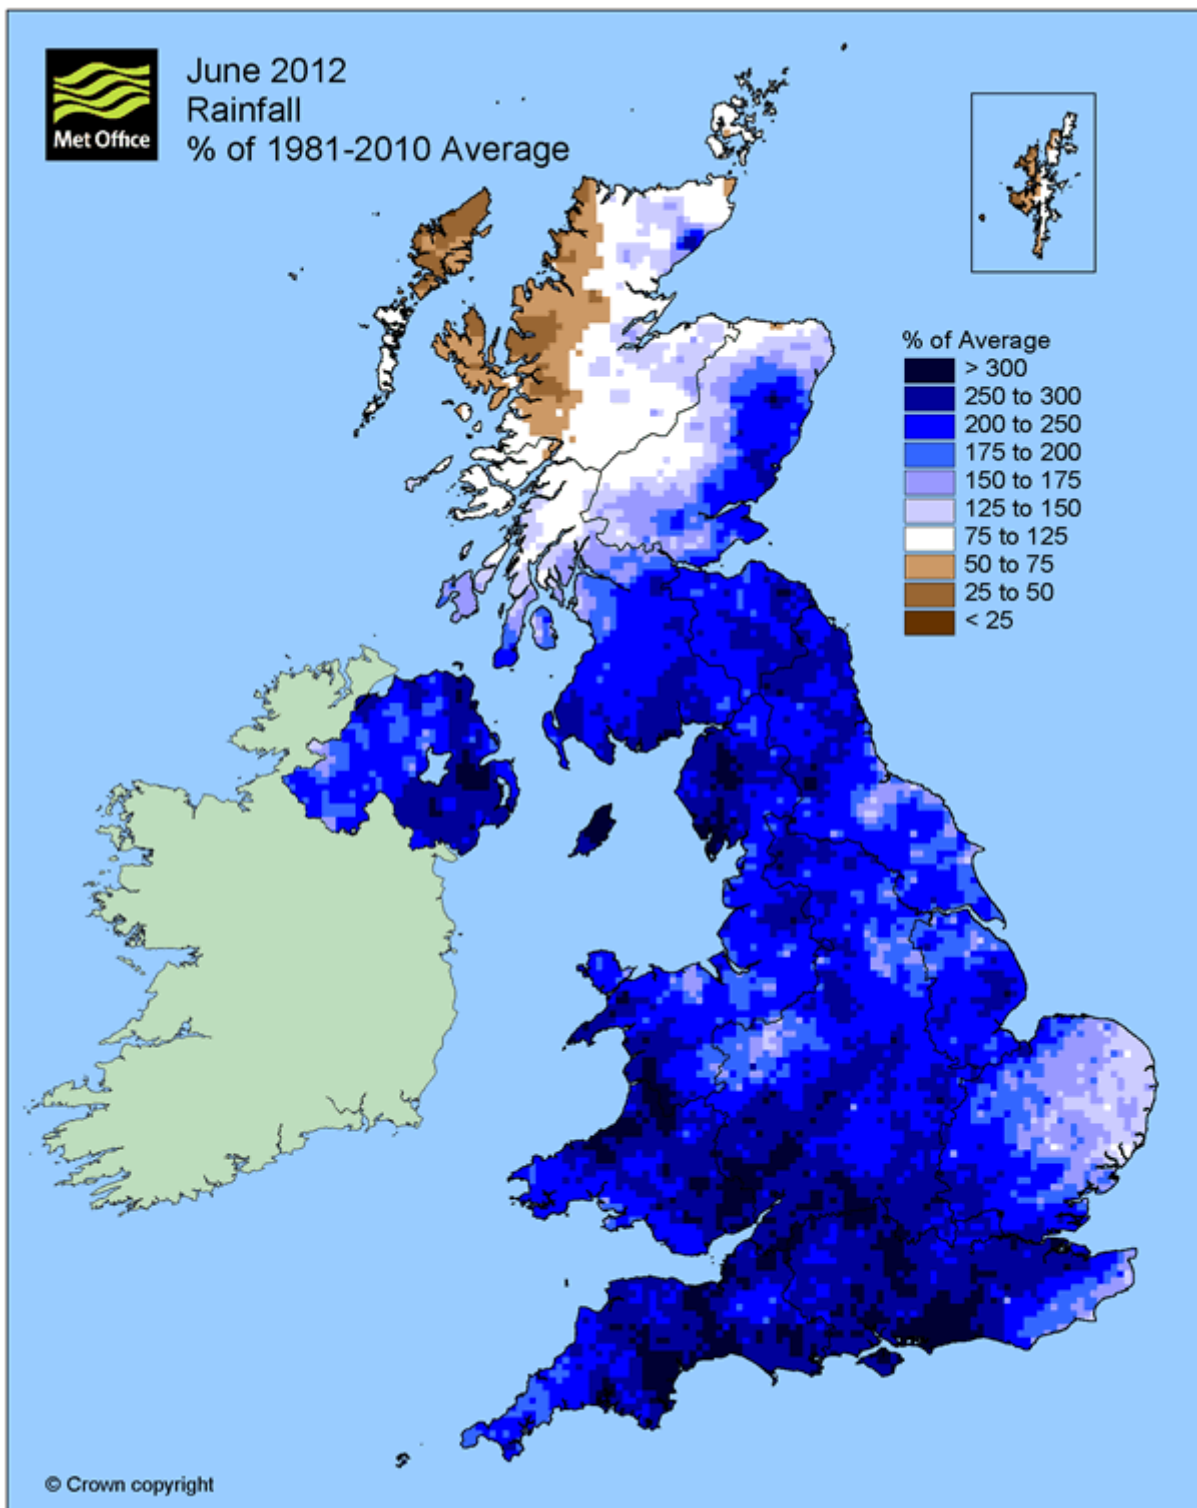 June 2012
Rainfall
% of 1981-2010 Average
Met Office
% of Average
> 300
250 to 300
200 to 250
175 to 200
150 to 175
125 to 150
75 to 125
50 to 75
25 to 50
< 25
© Crown copyright